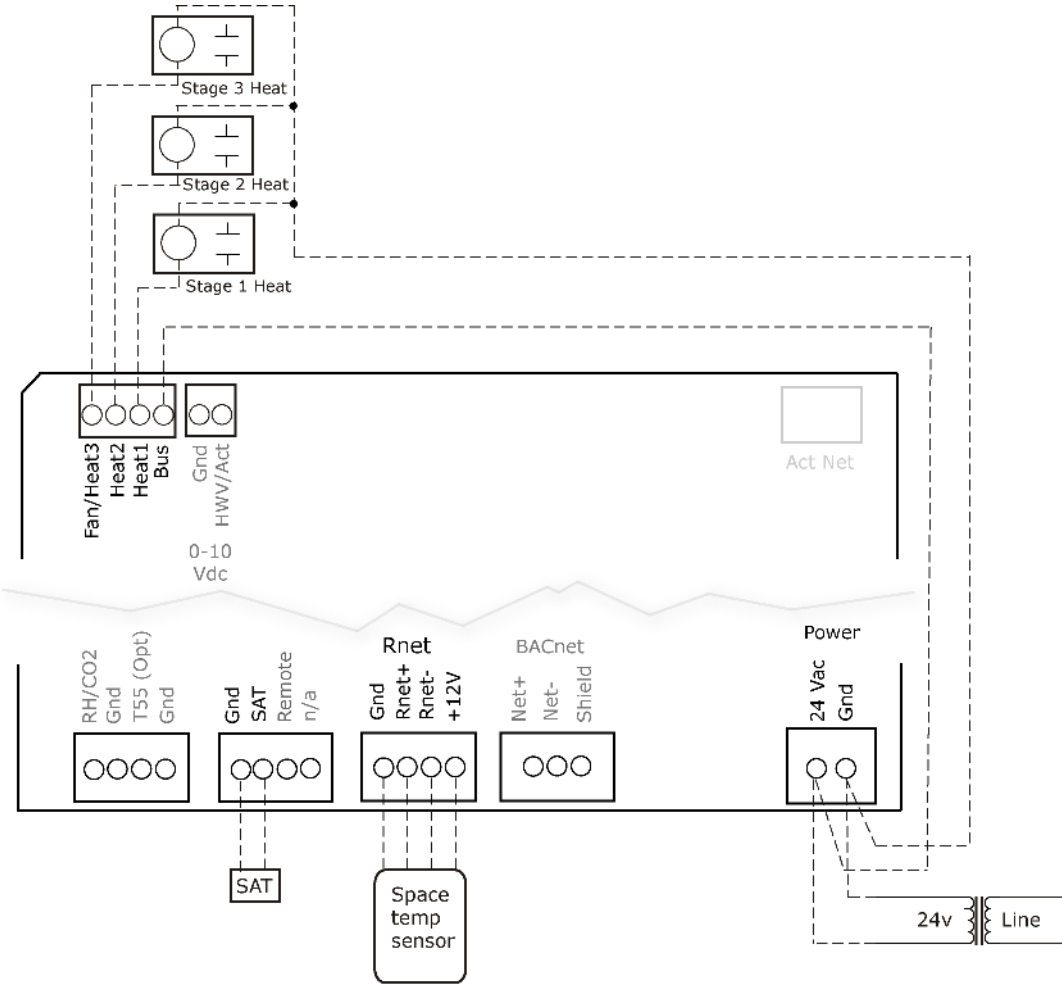 Stage 3 Heat
Stage 2 Heat
Stage 1 Heat
Fan/Heat3
Heat2
Heat1
Bus
Gnd
HWV/Act
0-10
Vdc
Act Net
RH/CO2
Gnd
T55 (Opt)
Gnd
Gnd
SAT
Remote
n/a
Rnet
Gnd
Rnet+
Rnet-
+12V
BACnet
Net+
Net-
Shield
Power
24 Vac
Gnd
SAT
Space
temp
sensor
24v
Line